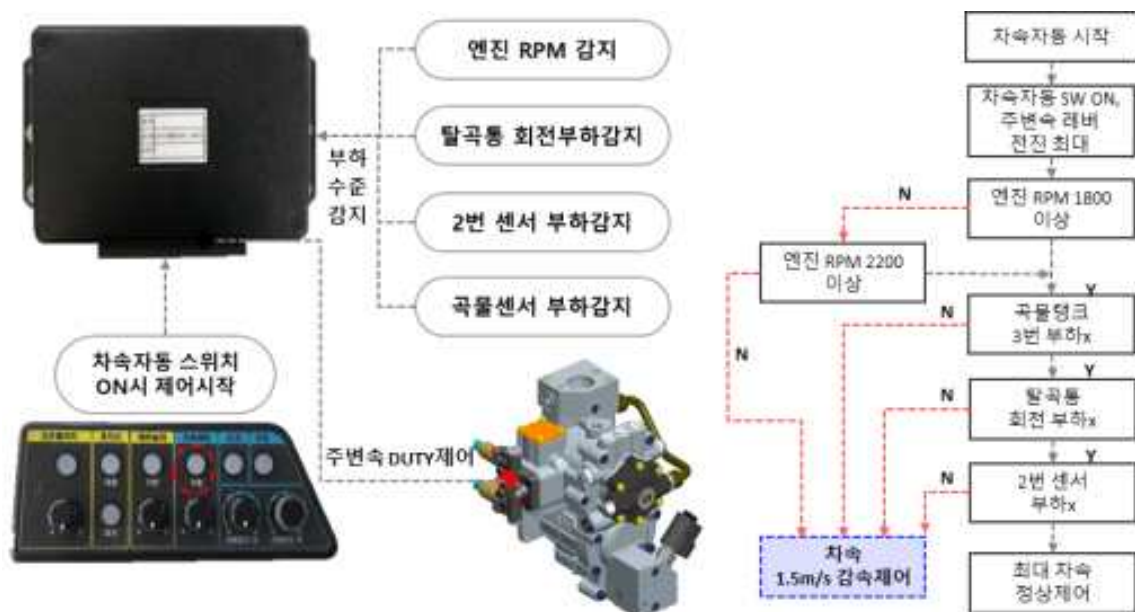 엔진 RPM 감지
탈곡통 회전부하감지
2번 센서 부하감지
곡물센서 부하감지
부하
수준
감지
차속자동 스위치
ON시 제어시작
주변속 DUTY제어
차속자동 시작
차속자동 SW ON,
주변속 레버
전진 최대
엔진 RPM 1800
이상
N
엔진 RPM 2200
이상
Y
N
곡물탱크
3번 부하x
N
Y
N
탈곡통
회전 부하x
Y
N
2번 센서
부하x
차속
1.5m/s 감속제어
최대 차속
정상제어